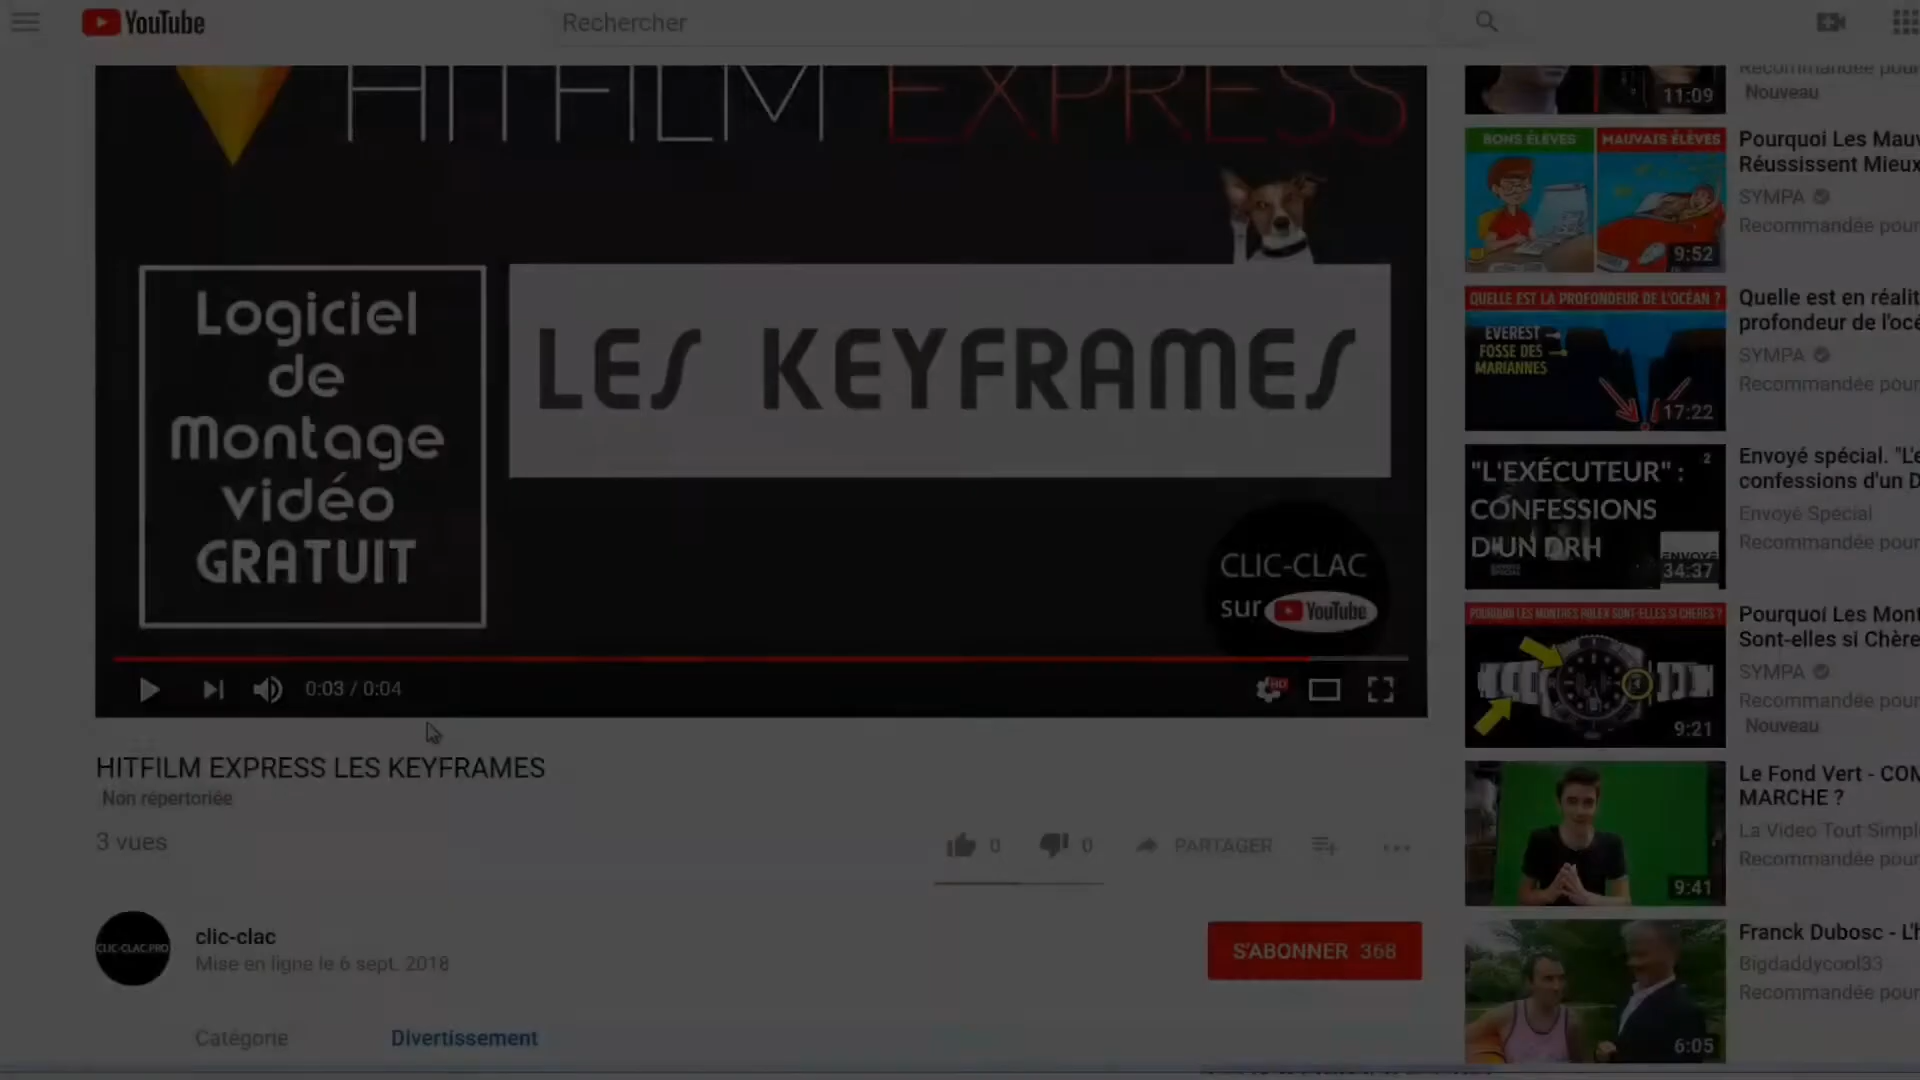 YouTube
Rechercher
HITFILM EXPRESS
Logiciel
de
Montage
vidéo
GRATUIT
LES KEYFRAMES
CLIC-CLAC
sur YouTube
0:03 / 0:04
HD
HITFILM EXPRESS LES KEYFRAMES
Non répertoriée
3 vues
0
0
PARTAGER
CLIC-CLAC.PRO
clic-clac
Mise en ligne le 6 sept. 2018
S'ABONNER 368
Catégorie
Divertissement
11:09
Recommandée pour
Nouveau
BONS ÉLÈVES
MAUVAIS ÉLÈVES
9:52
Pourquoi Les Mauv
Réussissent Mieux
SYMPA
Recommandée pour
QUELLE EST LA PROFONDEUR DE L'OCÉAN ?
EVEREST
FOSSE DES
MARIANNES
17:22
Quelle est en réalit
profondeur de l'océ
SYMPA
Recommandée pour
"L'EXÉCUTEUR" :
CONFESSIONS
D'UN DRH
2
ENVOYÉ
34:37
Envoyé spécial. "L'e
confessions d'un D
Envoyé Spécial
Recommandée pour
POURQUOI LES MONTRES ROLEX SONT-ELLES SI CHÈRES ?
9:21
Pourquoi Les Mont
Sont-elles si Chère
SYMPA
Recommandée pour
Nouveau
9:41
Le Fond Vert - COM
MARCHE ?
La Video Tout Simpl
Recommandée pour
6:05
Franck Dubosc - L'h
Bigdaddycool33
Recommandée pour